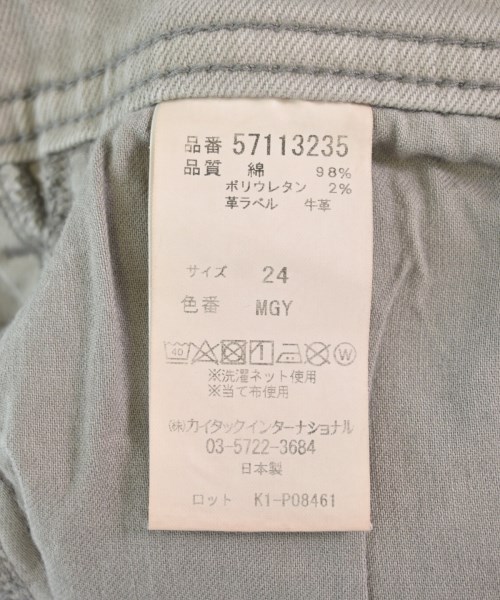 品番 57113235
品質 綿 98%
ポリウレタン 2%
革ラベル 牛革
サイズ 24
色番 MGY
40 1 W
※洗濯ネット使用
※当て布使用
㈱カイタックインターナショナル
03-5722-3684
日本製
ロット K1-P08461